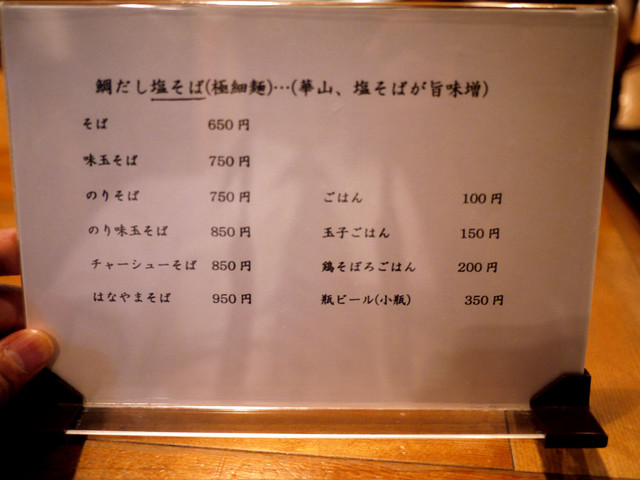 鯛だし塩そば(極細麺)…(華山、塩そばが旨味増)
そば 650円
味玉そば 750円
のりそば 750円 ごはん 100円
のり味玉そば 850円 玉子ごはん 150円
チャーシューそば 850円 鶏そぼろごはん 200円
はなやまそば 950円 瓶ビール(小瓶) 350円